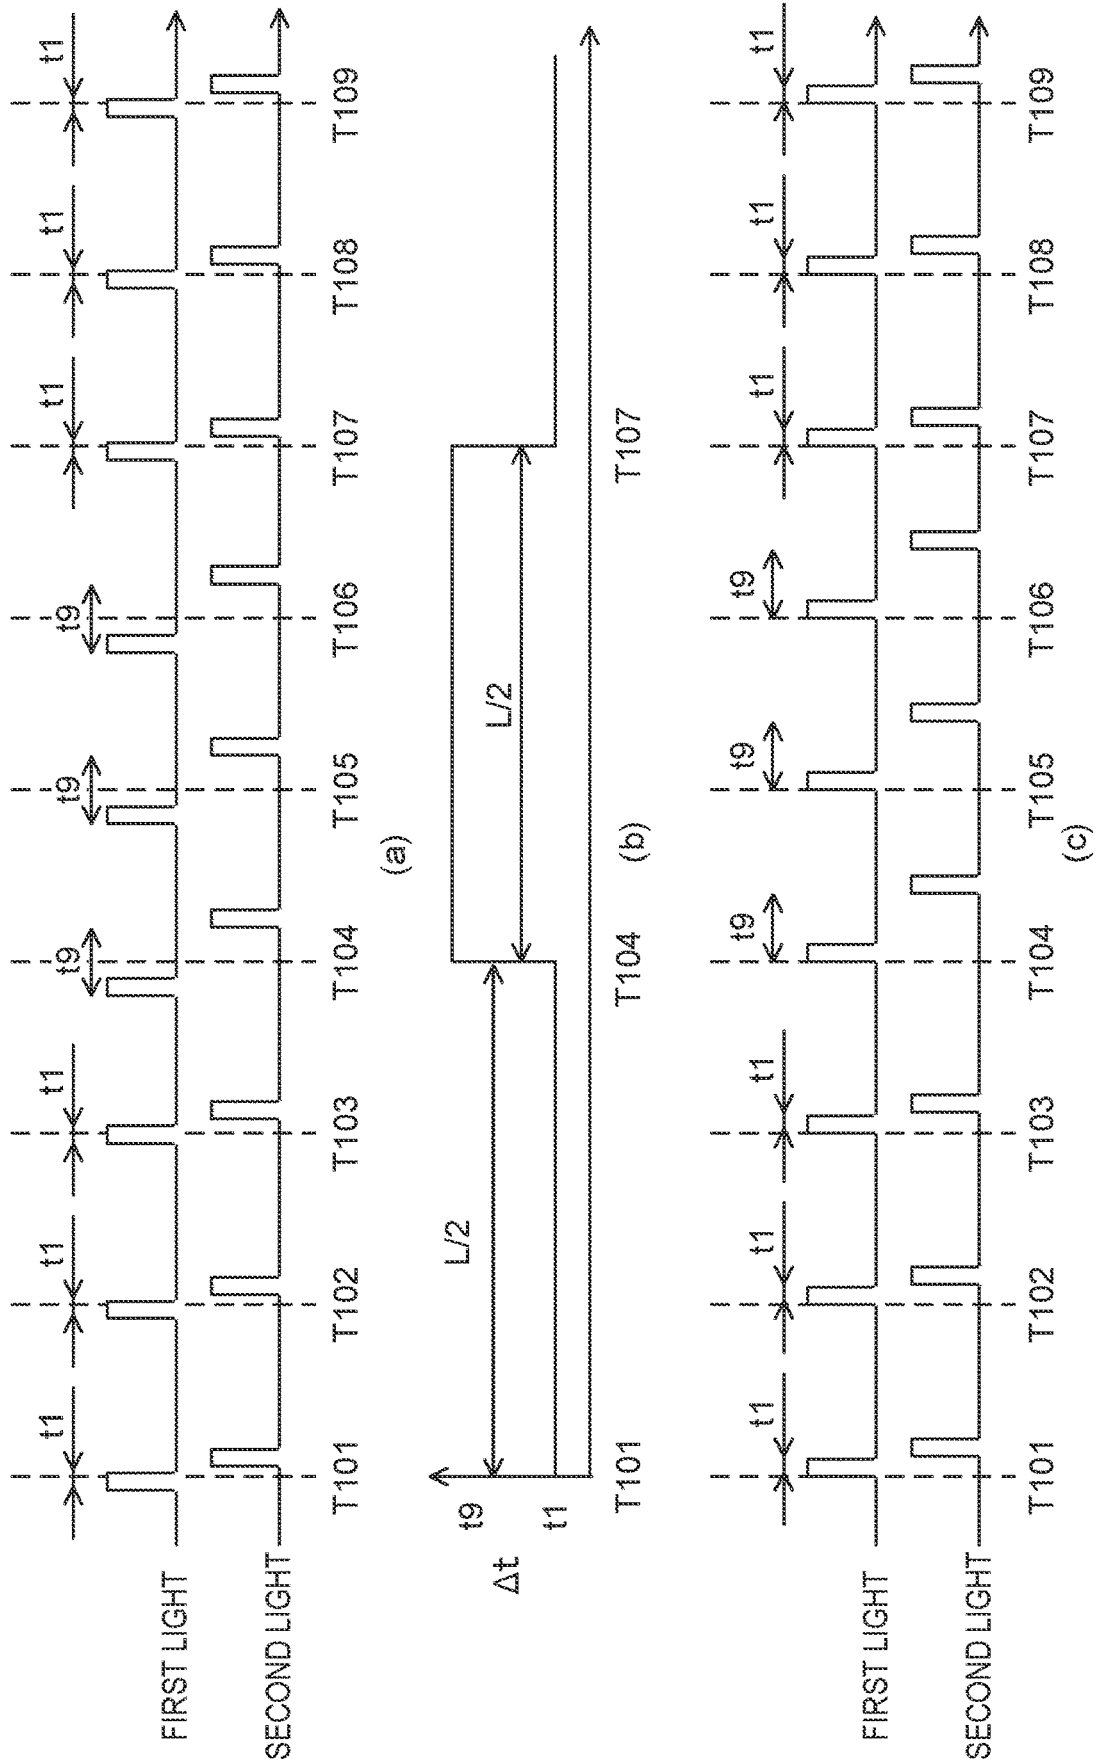 t1 t1 t1 t9 t9 t9 t1 t1 t1
FIRST LIGHT
SECOND LIGHT
T101 T102 T103 T104 T105 T106 T107 T108 T109
(a)
t9
Δt
t1
L/2 L/2
T101 T104 T107
(b)
t1 t1 t1 t9 t9 t9 t1 t1 t1
FIRST LIGHT
SECOND LIGHT
T101 T102 T103 T104 T105 T106 T107 T108 T109
(c)